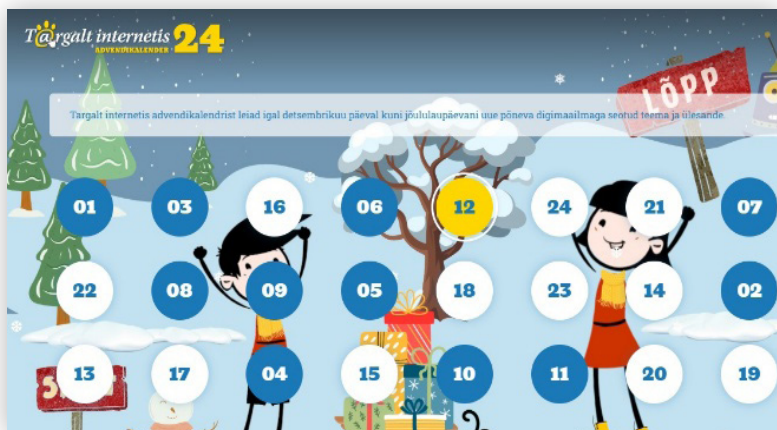 T@rgalt internetis 24
ADVENDIKALENDER
LÕPP
Targalt internetis advendikalendrist leiad igal detsembrikuu päeval kuni jõululaupäevani uue põneva digimaailmaga seotud teema ja ülesande.
01 03 16 06 12 24 21 07
22 08 09 05 18 23 14 02
13 17 04 15 10 11 20 19